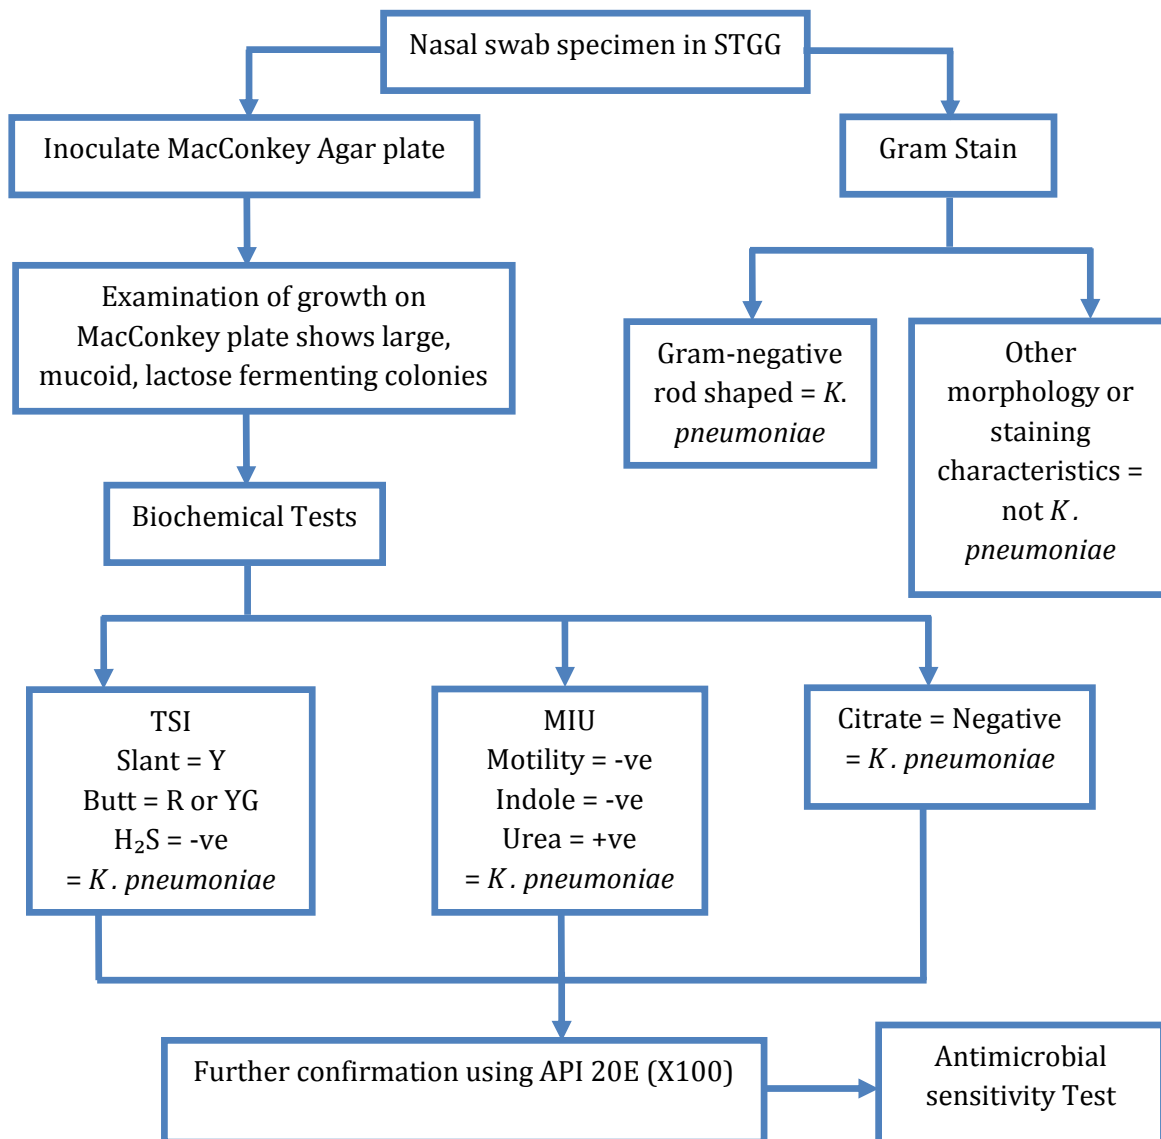 Nasal swab specimen in STGG
Inoculate MacConkey Agar plate
Gram Stain
Examination of growth on
MacConkey plate shows large,
mucoid, lactose fermenting colonies
Gram-negative
rod shaped = K.
pneumoniae
Other
morphology or
staining
characteristics =
not K .
pneumoniae
Biochemical Tests
TSI
Slant = Y
Butt = R or YG
H₂S = -ve
= K . pneumoniae
MIU
Motility = -ve
Indole = -ve
Urea = +ve
= K . pneumoniae
Citrate = Negative
= K . pneumoniae
Further confirmation using API 20E (X100)
Antimicrobial
sensitivity Test